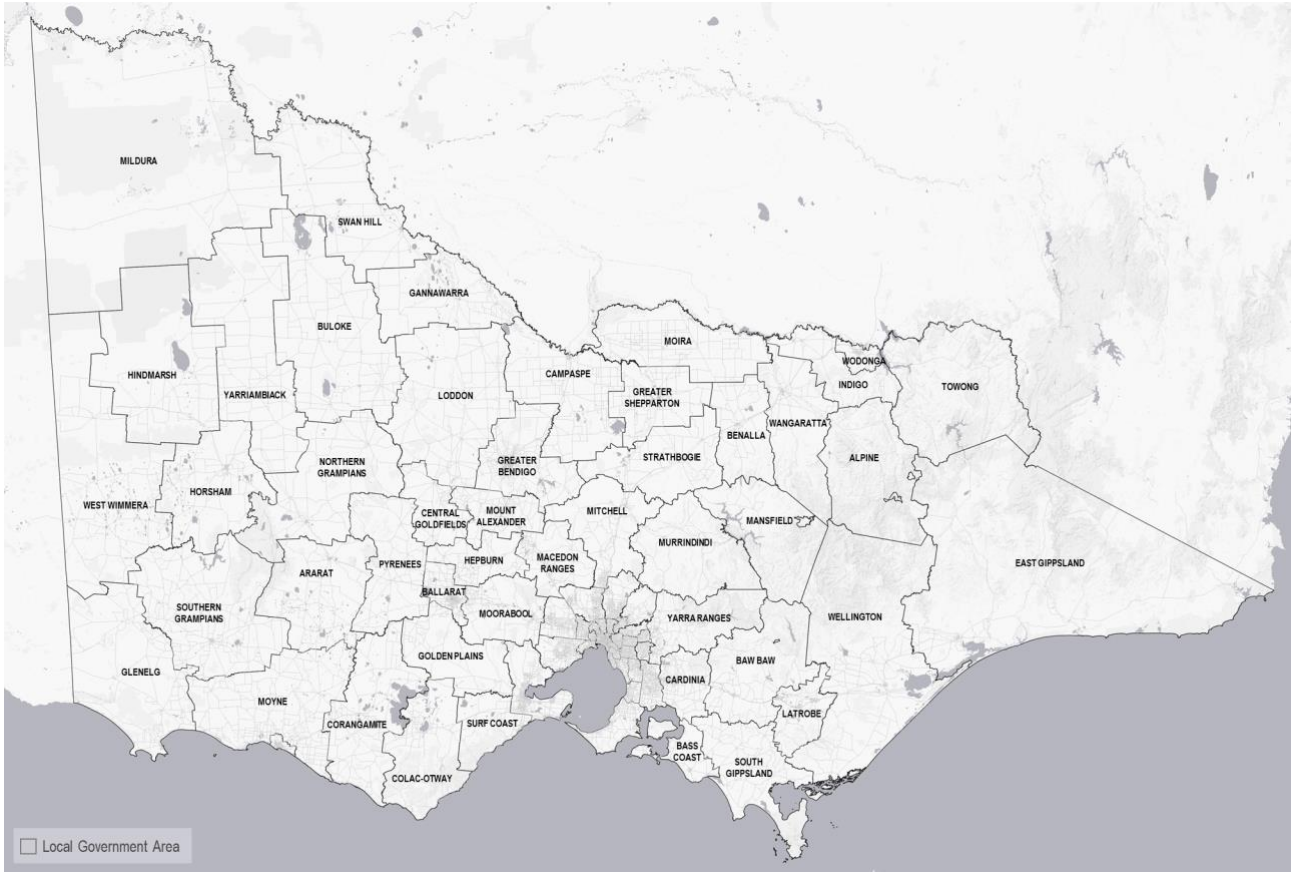 MILDURA
SWAN HILL
GANNAWARRA
BULOKE
MOIRA
WODONGA
HINDMARSH
CAMPASPE
INDIGO
TOWONG
YARRIAMBIACK
LODDON
GREATER
SHEPPARTON
WANGARATTA
BENALLA
NORTHERN
GRAMPIANS
GREATER
BENDIGO
STRATHBOGIE
ALPINE
HORSHAM
WEST WIMMERA
CENTRAL
GOLDFIELDS
MOUNT
ALEXANDER
MITCHELL
MANSFIELD
MURRINDINDI
ARARAT
PYRENEES
HEPBURN
MACEDON
RANGES
EAST GIPPSLAND
BALLARAT
SOUTHERN
GRAMPIANS
MOORABOOL
YARRA RANGES
WELLINGTON
GLENELG
GOLDEN PLAINS
BAW BAW
CARDINIA
MOYNE
LATROBE
CORANGAMITE
SURF COAST
BASS
COAST
SOUTH
GIPPSLAND
COLAC-OTWAY
Local Government Area